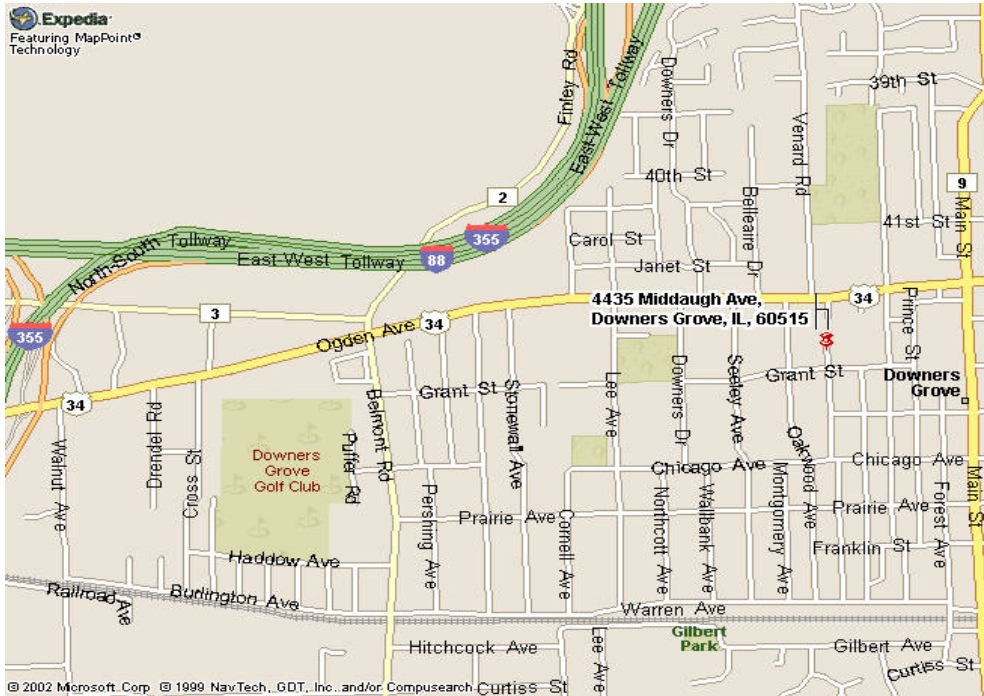 Expedia
Featuring MapPoint®
Technology
Finley Rd
East-West Tollway
Downers Dr
39th St
Venard Rd
40th St
2
9
Main St
Belleaire Dr
41st St
Carol St
355
North-South Tollway
East-West Tollway
88
Janet St
4435 Middaugh Ave,
Downers Grove, IL, 60515
34
Prince St
3
34
355
Ogden Ave
Grant St
Downers
Grove
Grant St
Stonewall Ave
Lee Ave
Downers Dr
Seeley Ave
34
Belmont Rd
Drendel Rd
Walnut Ave
Cross St
Downers
Grove
Golf Club
Puffer Rd
Oakwood Ave
Chicago Ave
Chicago Ave
Main St
Pershing Ave
Prairie Ave
Cornell Ave
Northcott Ave
Wallbank Ave
Montgomery Ave
Prairie Ave
Forest Ave
Franklin St
Haddow Ave
Railroad Ave
Burlington Ave
Warren Ave
Gilbert
Park
Hitchcock Ave
Lee Ave
Gilbert Ave
Curtiss St
Curtiss St
© 2002 Microsoft Corp © 1999 NavTech, GDT, Inc. and/or Compusearch